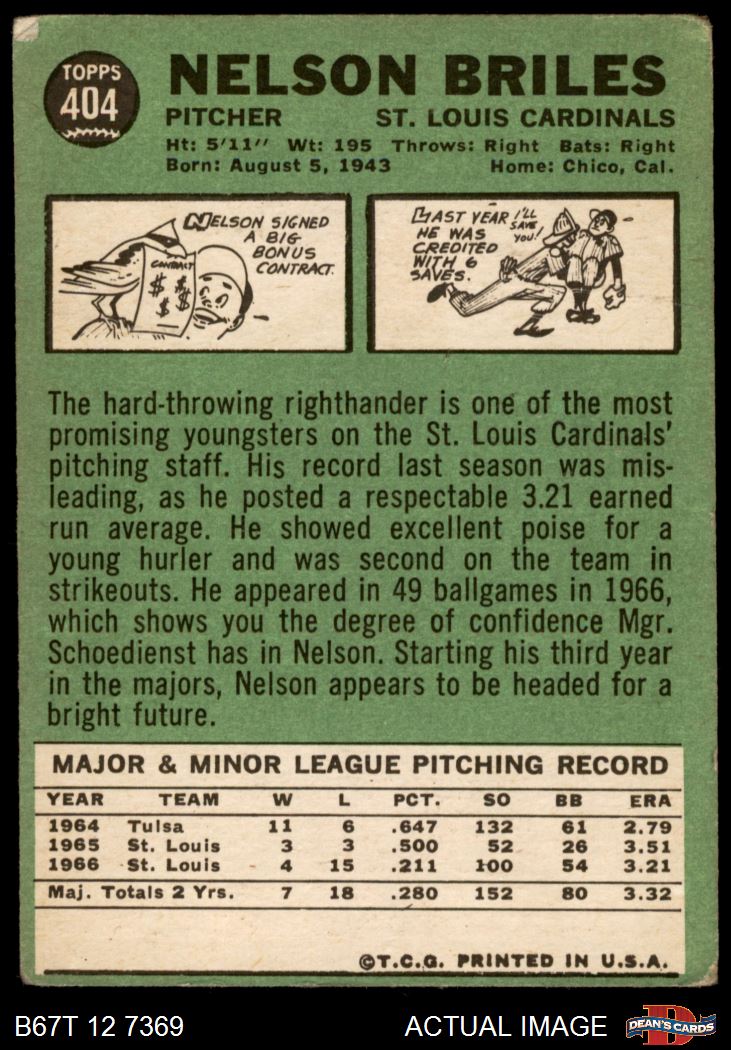 TOPPS
404
NELSON BRILES
PITCHER ST. LOUIS CARDINALS
Ht: 5'11" Wt: 195 Throws: Right Bats: Right
Born: August 5, 1943 Home: Chico, Cal.
NELSON SIGNED
A BIG
BONUS
CONTRACT.
CONTRACT
$ $
$ $
LAST YEAR
HE WAS
CREDITED
WITH 6
SAVES.
I'LL
SAVE
YOU!
The hard-throwing righthander is one of the most
promising youngsters on the St. Louis Cardinals'
pitching staff. His record last season was mis-
leading, as he posted a respectable 3.21 earned
run average. He showed excellent poise for a
young hurler and was second on the team in
strikeouts. He appeared in 49 ballgames in 1966,
which shows you the degree of confidence Mgr.
Schoedienst has in Nelson. Starting his third year
in the majors, Nelson appears to be headed for a
bright future.
MAJOR & MINOR LEAGUE PITCHING RECORD
YEAR TEAM W L PCT. SO BB ERA
1964 Tulsa 11 6 .647 132 61 2.79
1965 St. Louis 3 3 .500 52 26 3.51
1966 St. Louis 4 15 .211 100 54 3.21
Maj. Totals 2 Yrs. 7 18 .280 152 80 3.32
©T.C.G. PRINTED IN U.S.A.
B67T 12 7369 ACTUAL IMAGE
D
DEAN'S CARDS